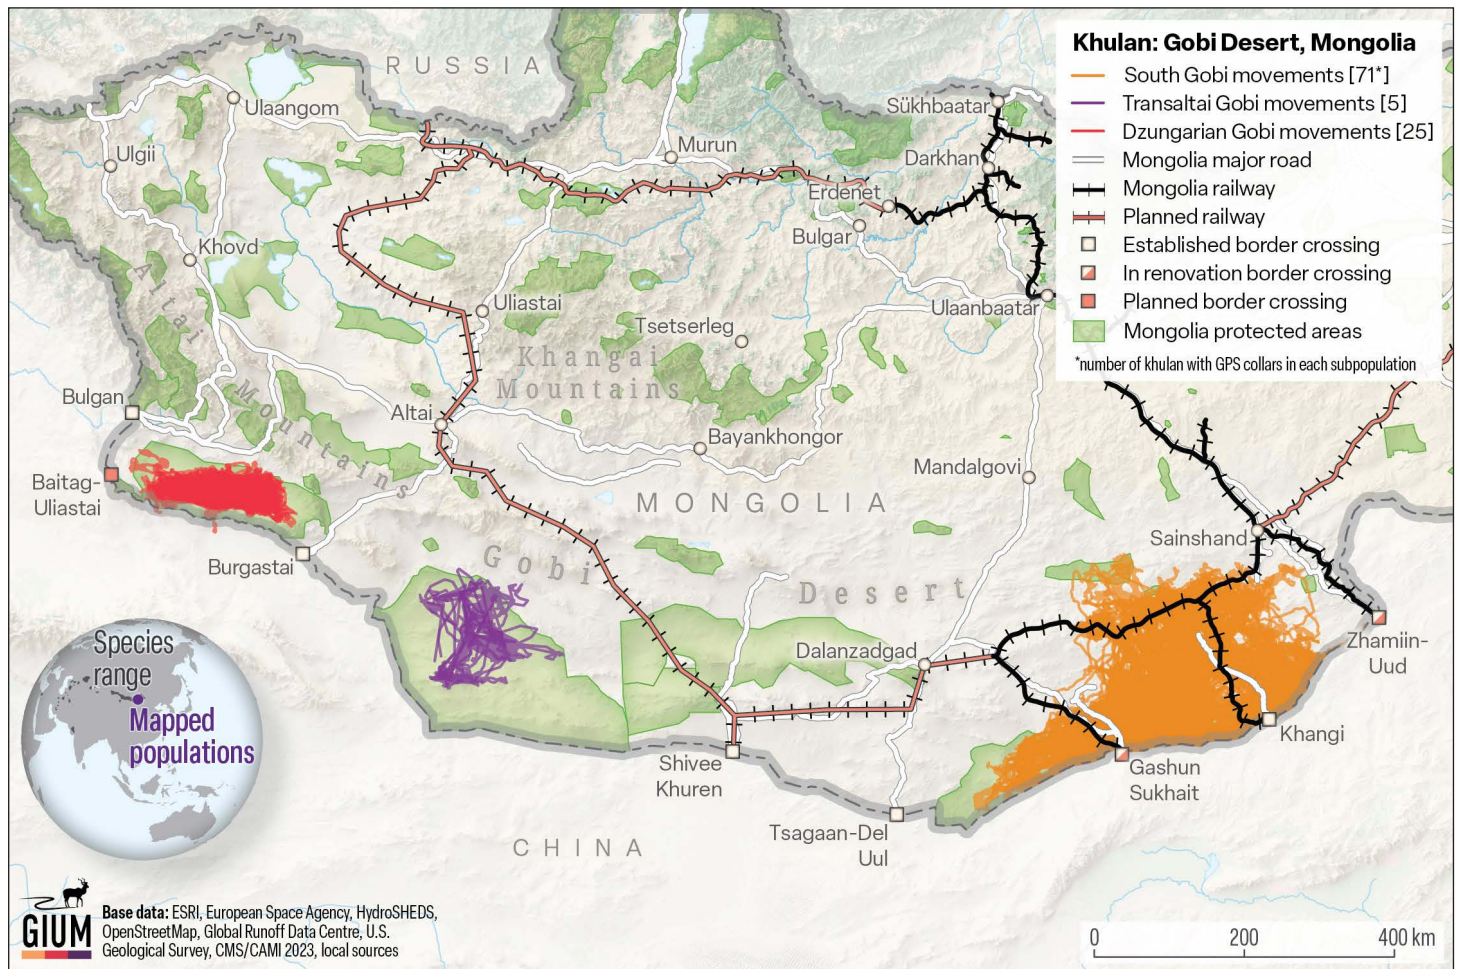 Khulan: Gobi Desert, Mongolia
South Gobi movements [71*]
Transaltai Gobi movements [5]
Dzungarian Gobi movements [25]
Mongolia major road
Mongolia railway
Planned railway
Established border crossing
In renovation border crossing
Planned border crossing
Mongolia protected areas
*number of khulan with GPS collars in each subpopulation
RUSSIA
Ulaangom
Sükhbaatar
Ulgii
Murun
Darkhan
Erdenet
Bulgar
Khovd
Altai
Mountains
Uliastai
Ulaanbaatar
Tsetserleg
Khangai
Mountains
Bulgan
Altai
Bayankhongor
Mandalgovi
Baitag-
Uliastai
MONGOLIA
Sainshand
Burgastai
Gobi
Desert
Zhamiin-
Uud
Dalanzadgad
Khangi
Shivee
Khuren
Gashun
Sukhait
Tsagaan-Del
Uul
CHINA
Species
range
Mapped
populations
GIUM
Base data: ESRI, European Space Agency, HydroSHEDS,
OpenStreetMap, Global Runoff Data Centre, U.S.
Geological Survey, CMS/CAMI 2023, local sources
0 200 400 km